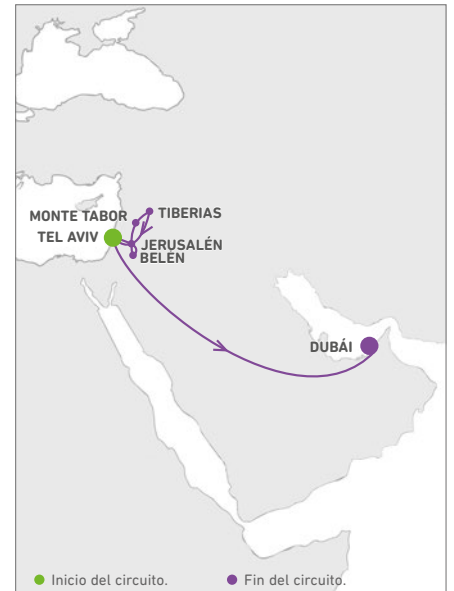 TIBERIAS
MONTE TABOR
TEL AVIV
JERUSALÉN
BELÉN
DUBÁI
Inicio del circuito.
Fin del circuito.